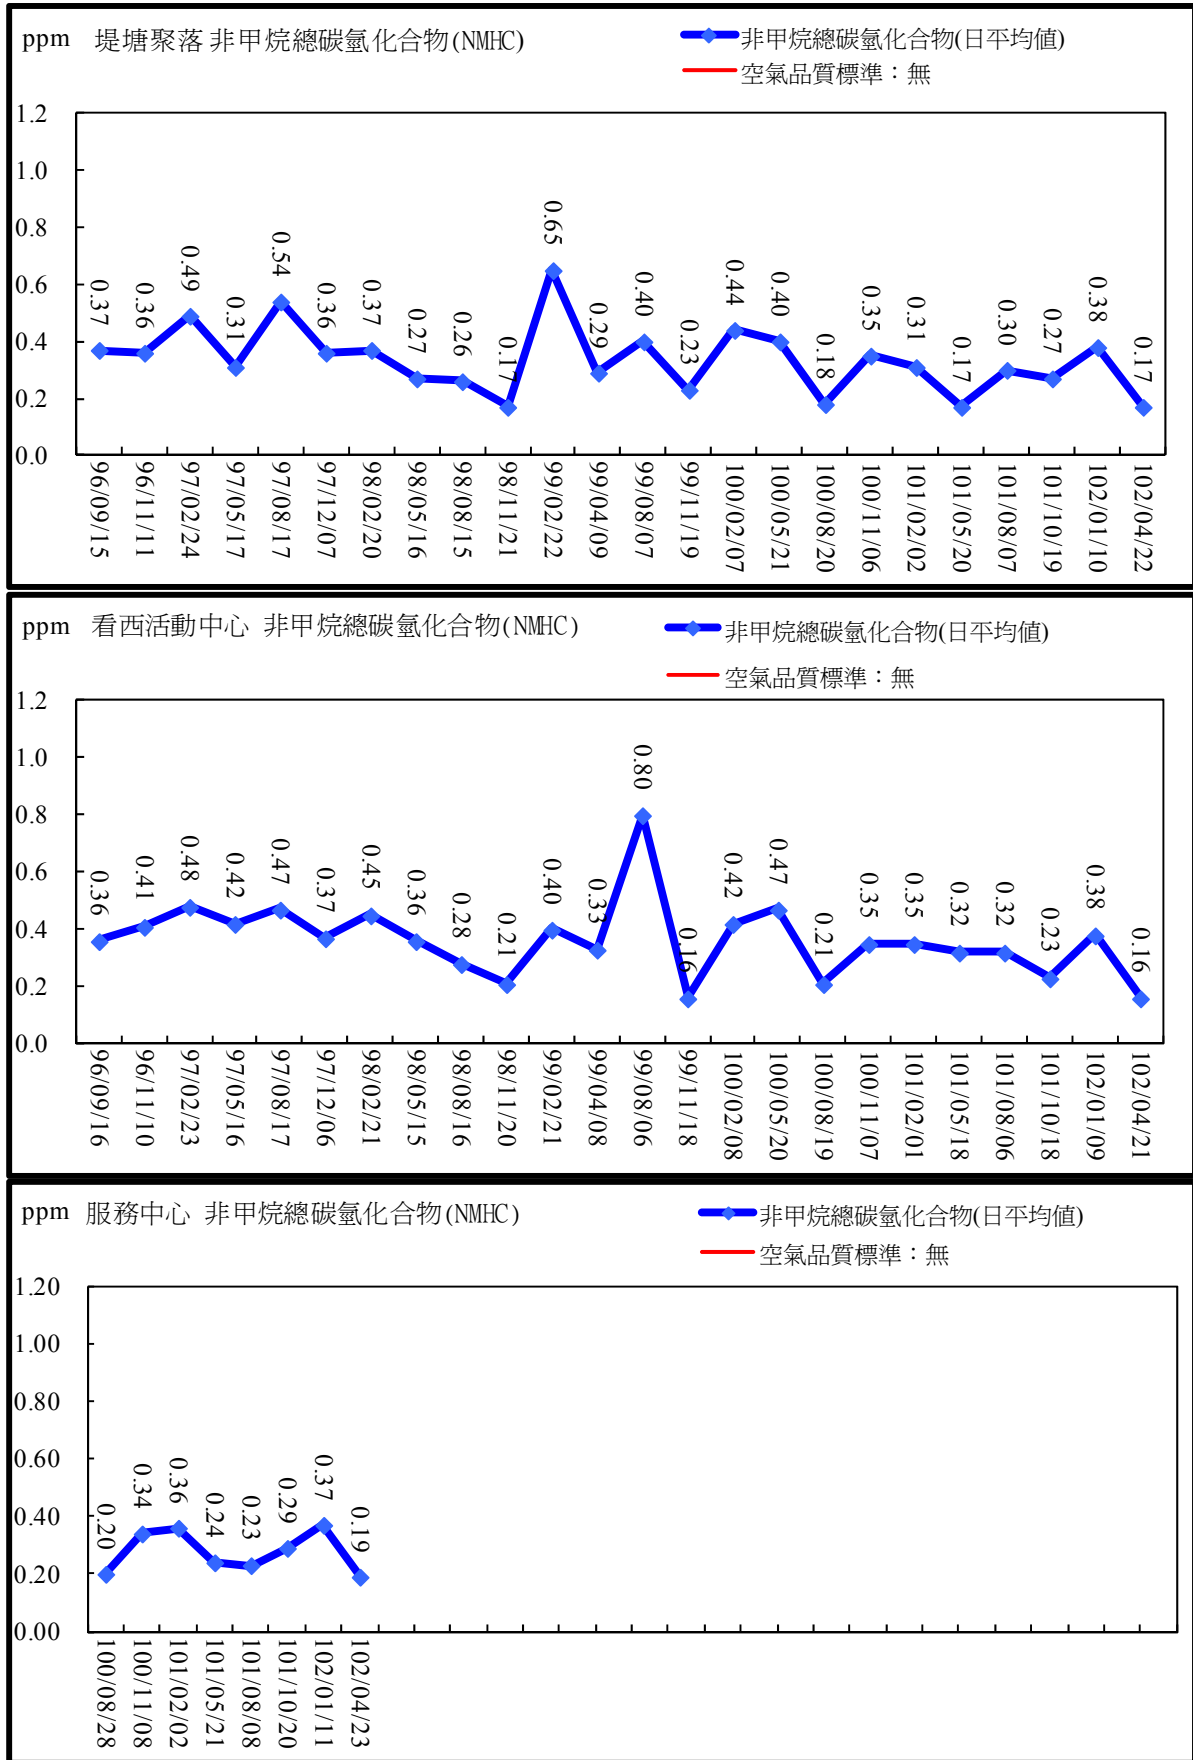 ppm 堤塘聚落 非甲烷總碳氫化合物(NMHC)
非甲烷總碳氫化合物(日平均值)
空氣品質標準：無
1.2
1.0
0.8
0.6
0.4
0.2
0.0
0.37 0.36 0.49 0.31 0.54 0.36 0.37 0.27 0.26 0.17 0.65 0.29 0.40 0.23 0.44 0.40 0.18 0.35 0.31 0.17 0.30 0.27 0.38 0.17
96/09/15 96/11/11 97/02/24 97/05/17 97/08/17 97/12/07 98/02/20 98/05/16 98/08/15 98/11/21 99/02/22 99/04/09 99/08/07 99/11/19 100/02/07 100/05/21 100/08/20 100/11/06 101/02/02 101/05/20 101/08/07 101/10/19 102/01/10 102/04/22
ppm 看西活動中心 非甲烷總碳氫化合物(NMHC)
非甲烷總碳氫化合物(日平均值)
空氣品質標準：無
1.2
1.0
0.8
0.6
0.4
0.2
0.0
0.36 0.41 0.48 0.42 0.47 0.37 0.45 0.36 0.28 0.21 0.40 0.33 0.80 0.16 0.42 0.47 0.21 0.35 0.35 0.32 0.32 0.23 0.38 0.16
96/09/16 96/11/10 97/02/23 97/05/16 97/08/17 97/12/06 98/02/21 98/05/15 98/08/16 98/11/20 99/02/21 99/04/08 99/08/06 99/11/18 100/02/08 100/05/20 100/08/19 100/11/07 101/02/01 101/05/18 101/08/06 101/10/18 102/01/09 102/04/21
ppm 服務中心 非甲烷總碳氫化合物(NMHC)
非甲烷總碳氫化合物(日平均值)
空氣品質標準：無
1.20
1.00
0.80
0.60
0.40
0.20
0.00
0.20 0.34 0.36 0.24 0.23 0.29 0.37 0.19
100/08/28 100/11/08 101/02/02 101/05/21 101/08/08 101/10/20 102/01/11 102/04/23